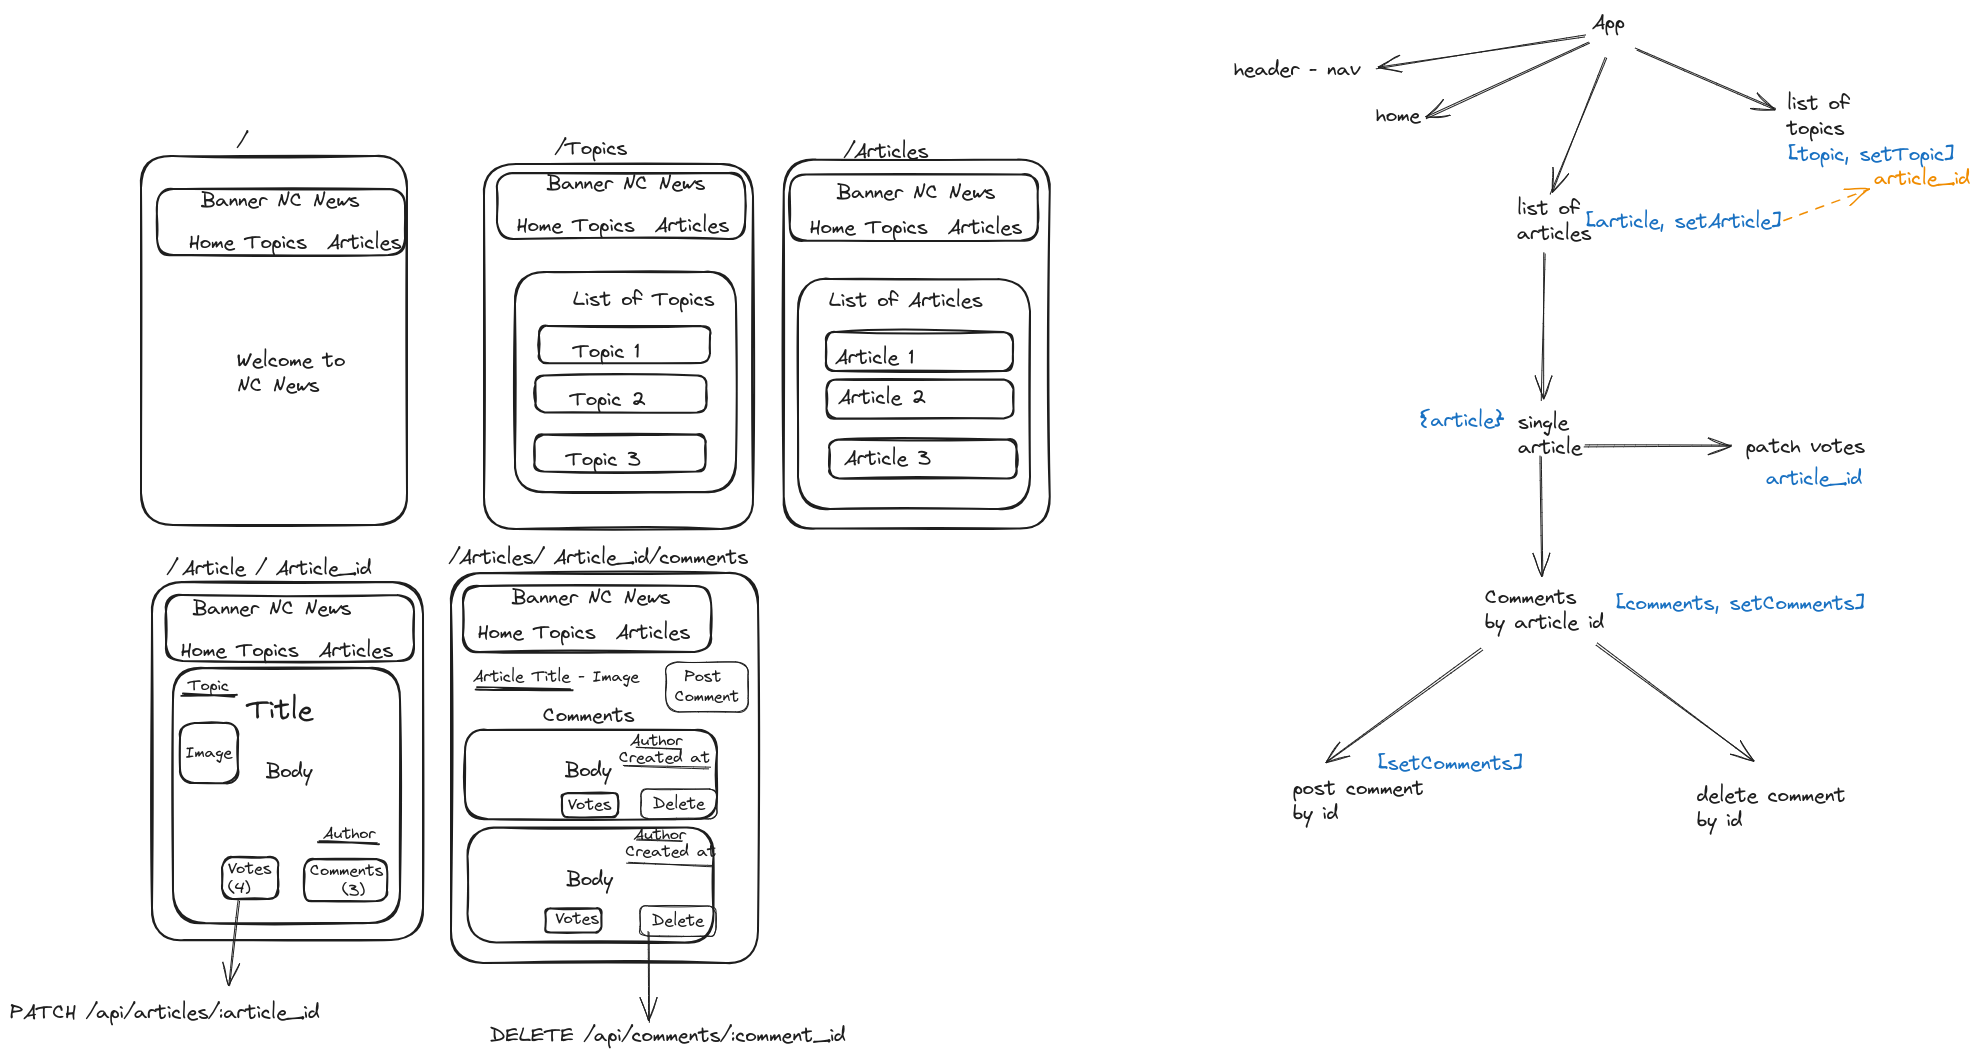 /
Banner NC News
Home Topics Articles
Welcome to
NC News
/Topics
Banner NC News
Home Topics Articles
List of Topics
Topic 1
Topic 2
Topic 3
/Articles
Banner NC News
Home Topics Articles
List of Articles
Article 1
Article 2
Article 3
/ Article / Article_id
Banner NC News
Home Topics Articles
Topic
Title
Image
Body
Author
Votes
(4)
Comments
(3)
PATCH /api/articles/:article_id
/Articles/ Article_id/comments
Banner NC News
Home Topics Articles
Article Title - Image
Post
Comment
Comments
Author
Created at
Body
Votes
Delete
Author
Created at
Body
Votes
Delete
DELETE /api/comments/:comment_id
App
header - nav
home
list of
topics
[topic, setTopic]
article_id
list of
articles
[article, setArticle]
{article}
single
article
patch votes
article_id
Comments
by article id
[comments, setComments]
[setComments]
post comment
by id
delete comment
by id